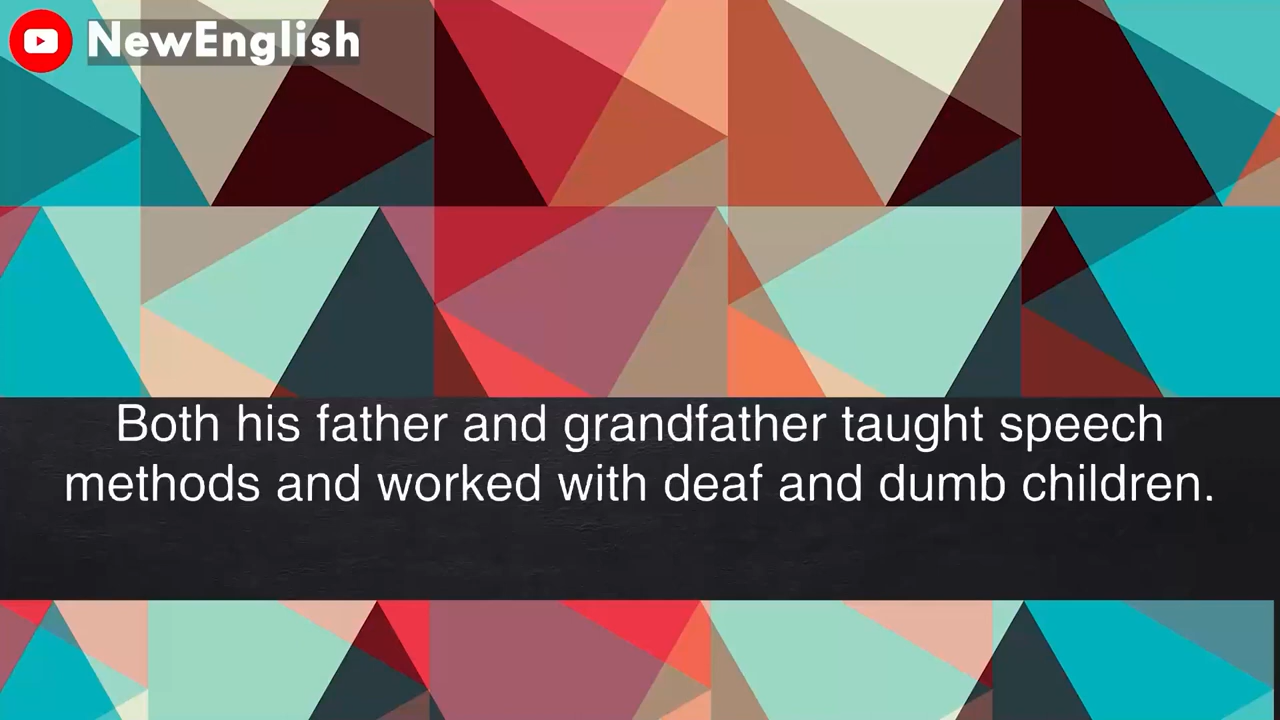 NewEnglish
Both his father and grandfather taught speech
methods and worked with deaf and dumb children.